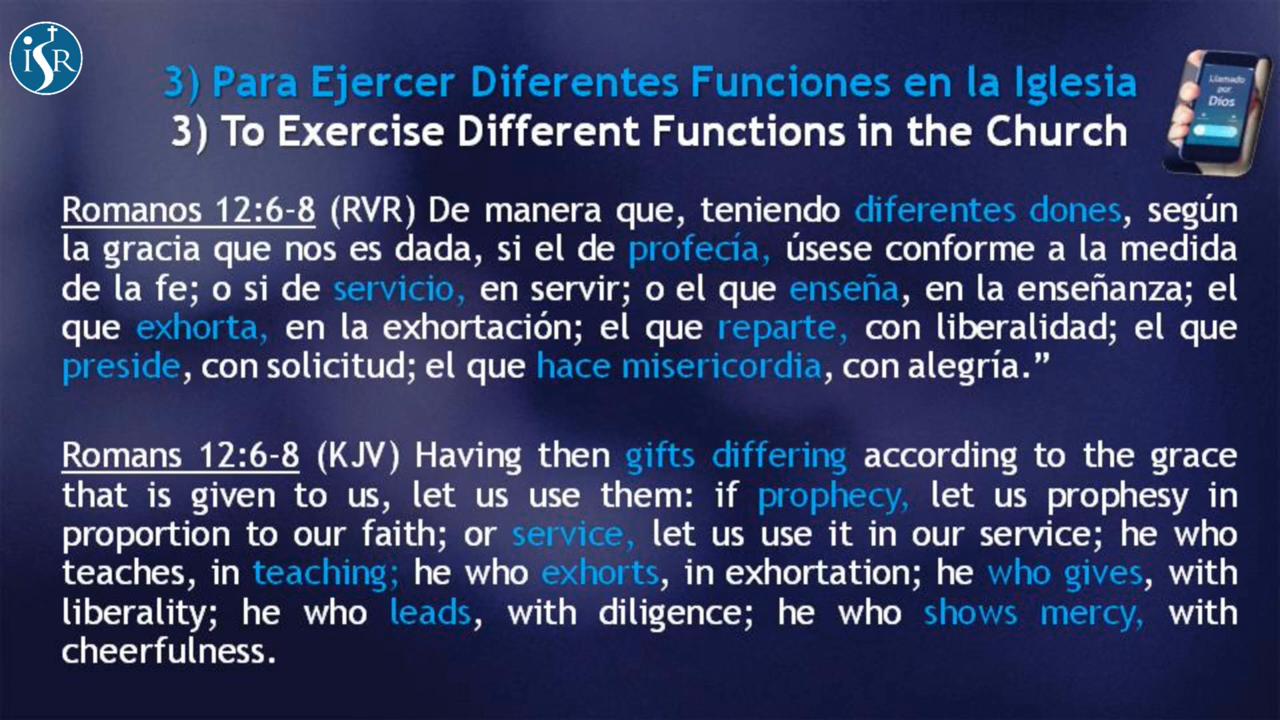 ISR
3) Para Ejercer Diferentes Funciones en la Iglesia
3) To Exercise Different Functions in the Church
Llamado
por
Dios
Romanos 12:6-8 (RVR) De manera que, teniendo diferentes dones, según
la gracia que nos es dada, si el de profecía, úsese conforme a la medida
de la fe; o si de servicio, en servir; o el que enseña, en la enseñanza; el
que exhorta, en la exhortación; el que reparte, con liberalidad; el que
preside, con solicitud; el que hace misericordia, con alegría.”
Romans 12:6-8 (KJV) Having then gifts differing according to the grace
that is given to us, let us use them: if prophecy, let us prophesy in
proportion to our faith; or service, let us use it in our service; he who
teaches, in teaching; he who exhorts, in exhortation; he who gives, with
liberality; he who leads, with diligence; he who shows mercy, with
cheerfulness.